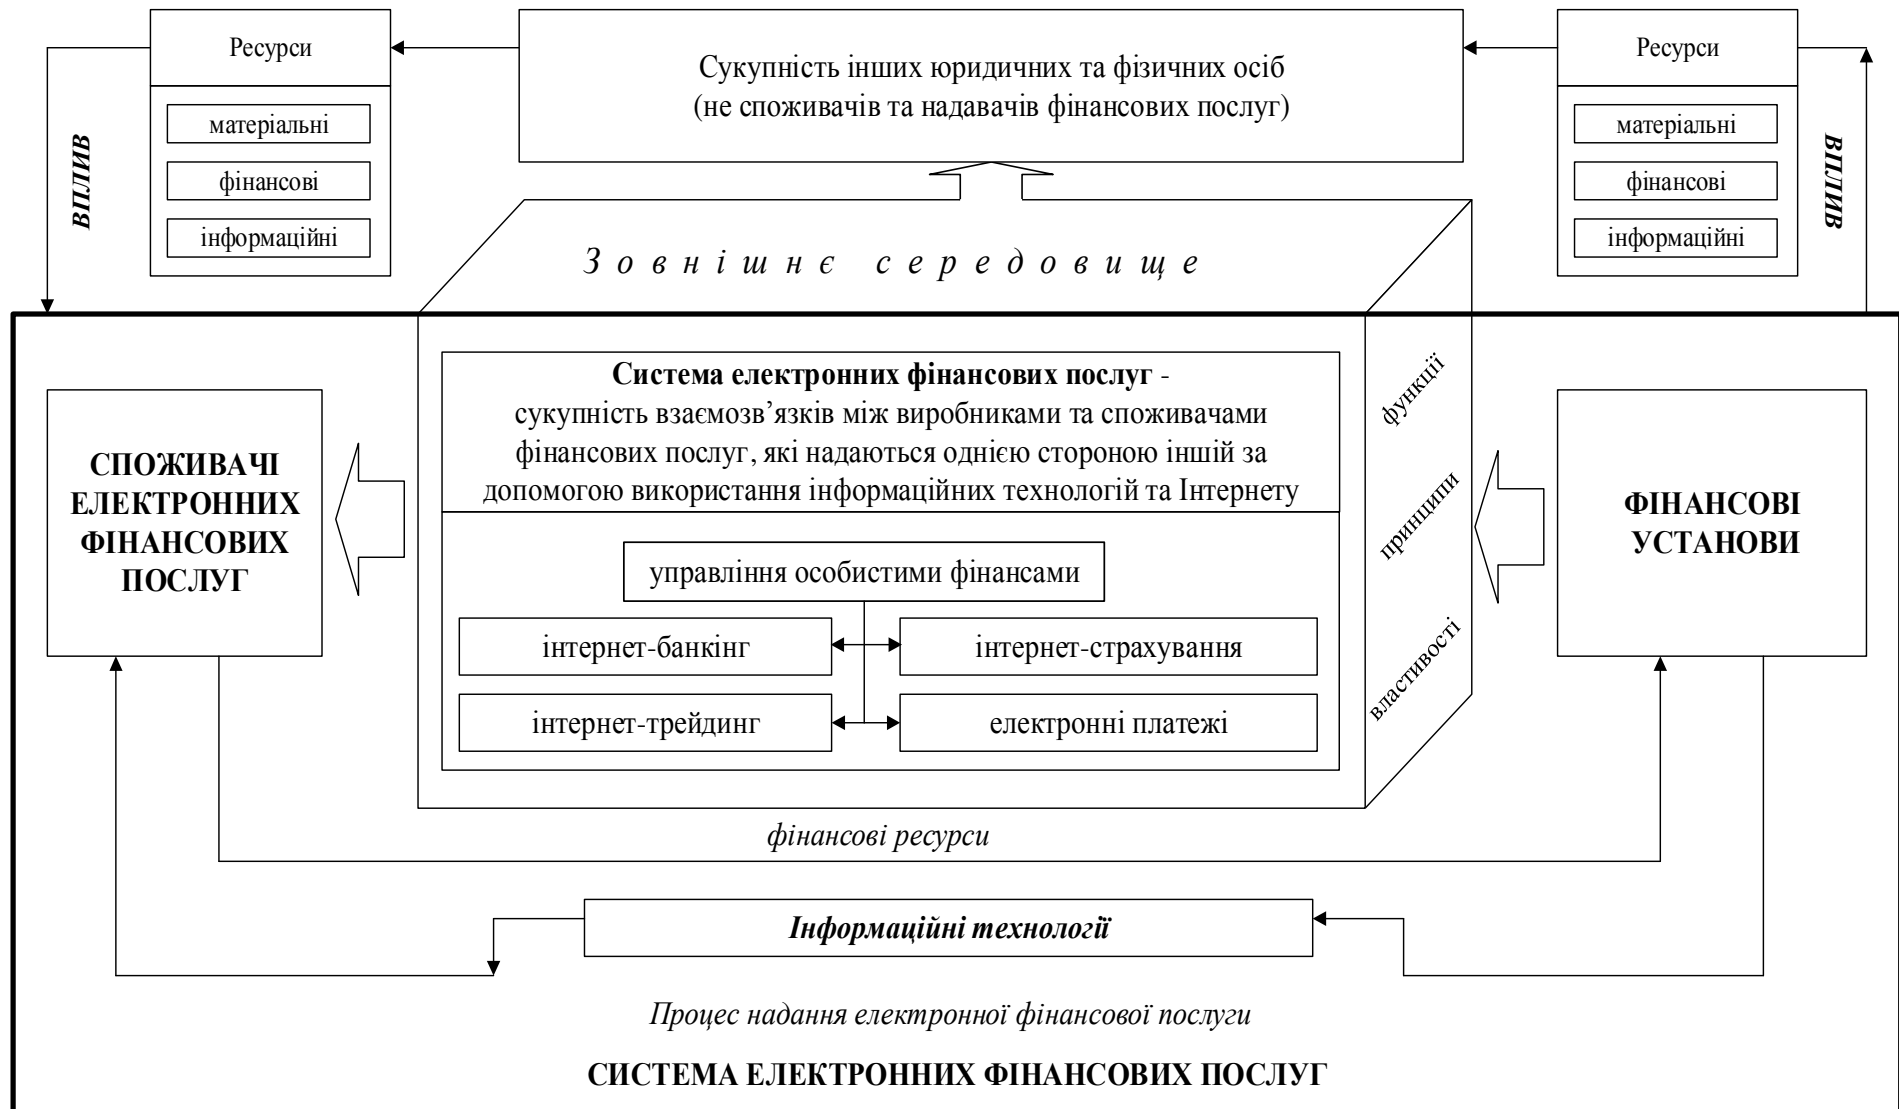 Ресурси
матеріальні
фінансові
інформаційні
ВПЛИВ
Сукупність інших юридичних та фізичних осіб
(не споживачів та надавачів фінансових послуг)
Ресурси
матеріальні
фінансові
інформаційні
ВПЛИВ
Зовнішнє середовище
СПОЖИВАЧІ
ЕЛЕКТРОННИХ
ФІНАНСОВИХ
ПОСЛУГ
Система електронних фінансових послуг -
сукупність взаємозв’язків між виробниками та споживачами
фінансових послуг, які надаються однією стороною іншій за
допомогою використання інформаційних технологій та Інтернету
управління особистими фінансами
інтернет-банкінг
інтернет-страхування
інтернет-трейдинг
електронні платежі
функції
принципи
властивості
ФІНАНСОВІ
УСТАНОВИ
фінансові ресурси
Інформаційні технології
Процес надання електронної фінансової послуги
СИСТЕМА ЕЛЕКТРОННИХ ФІНАНСОВИХ ПОСЛУГ